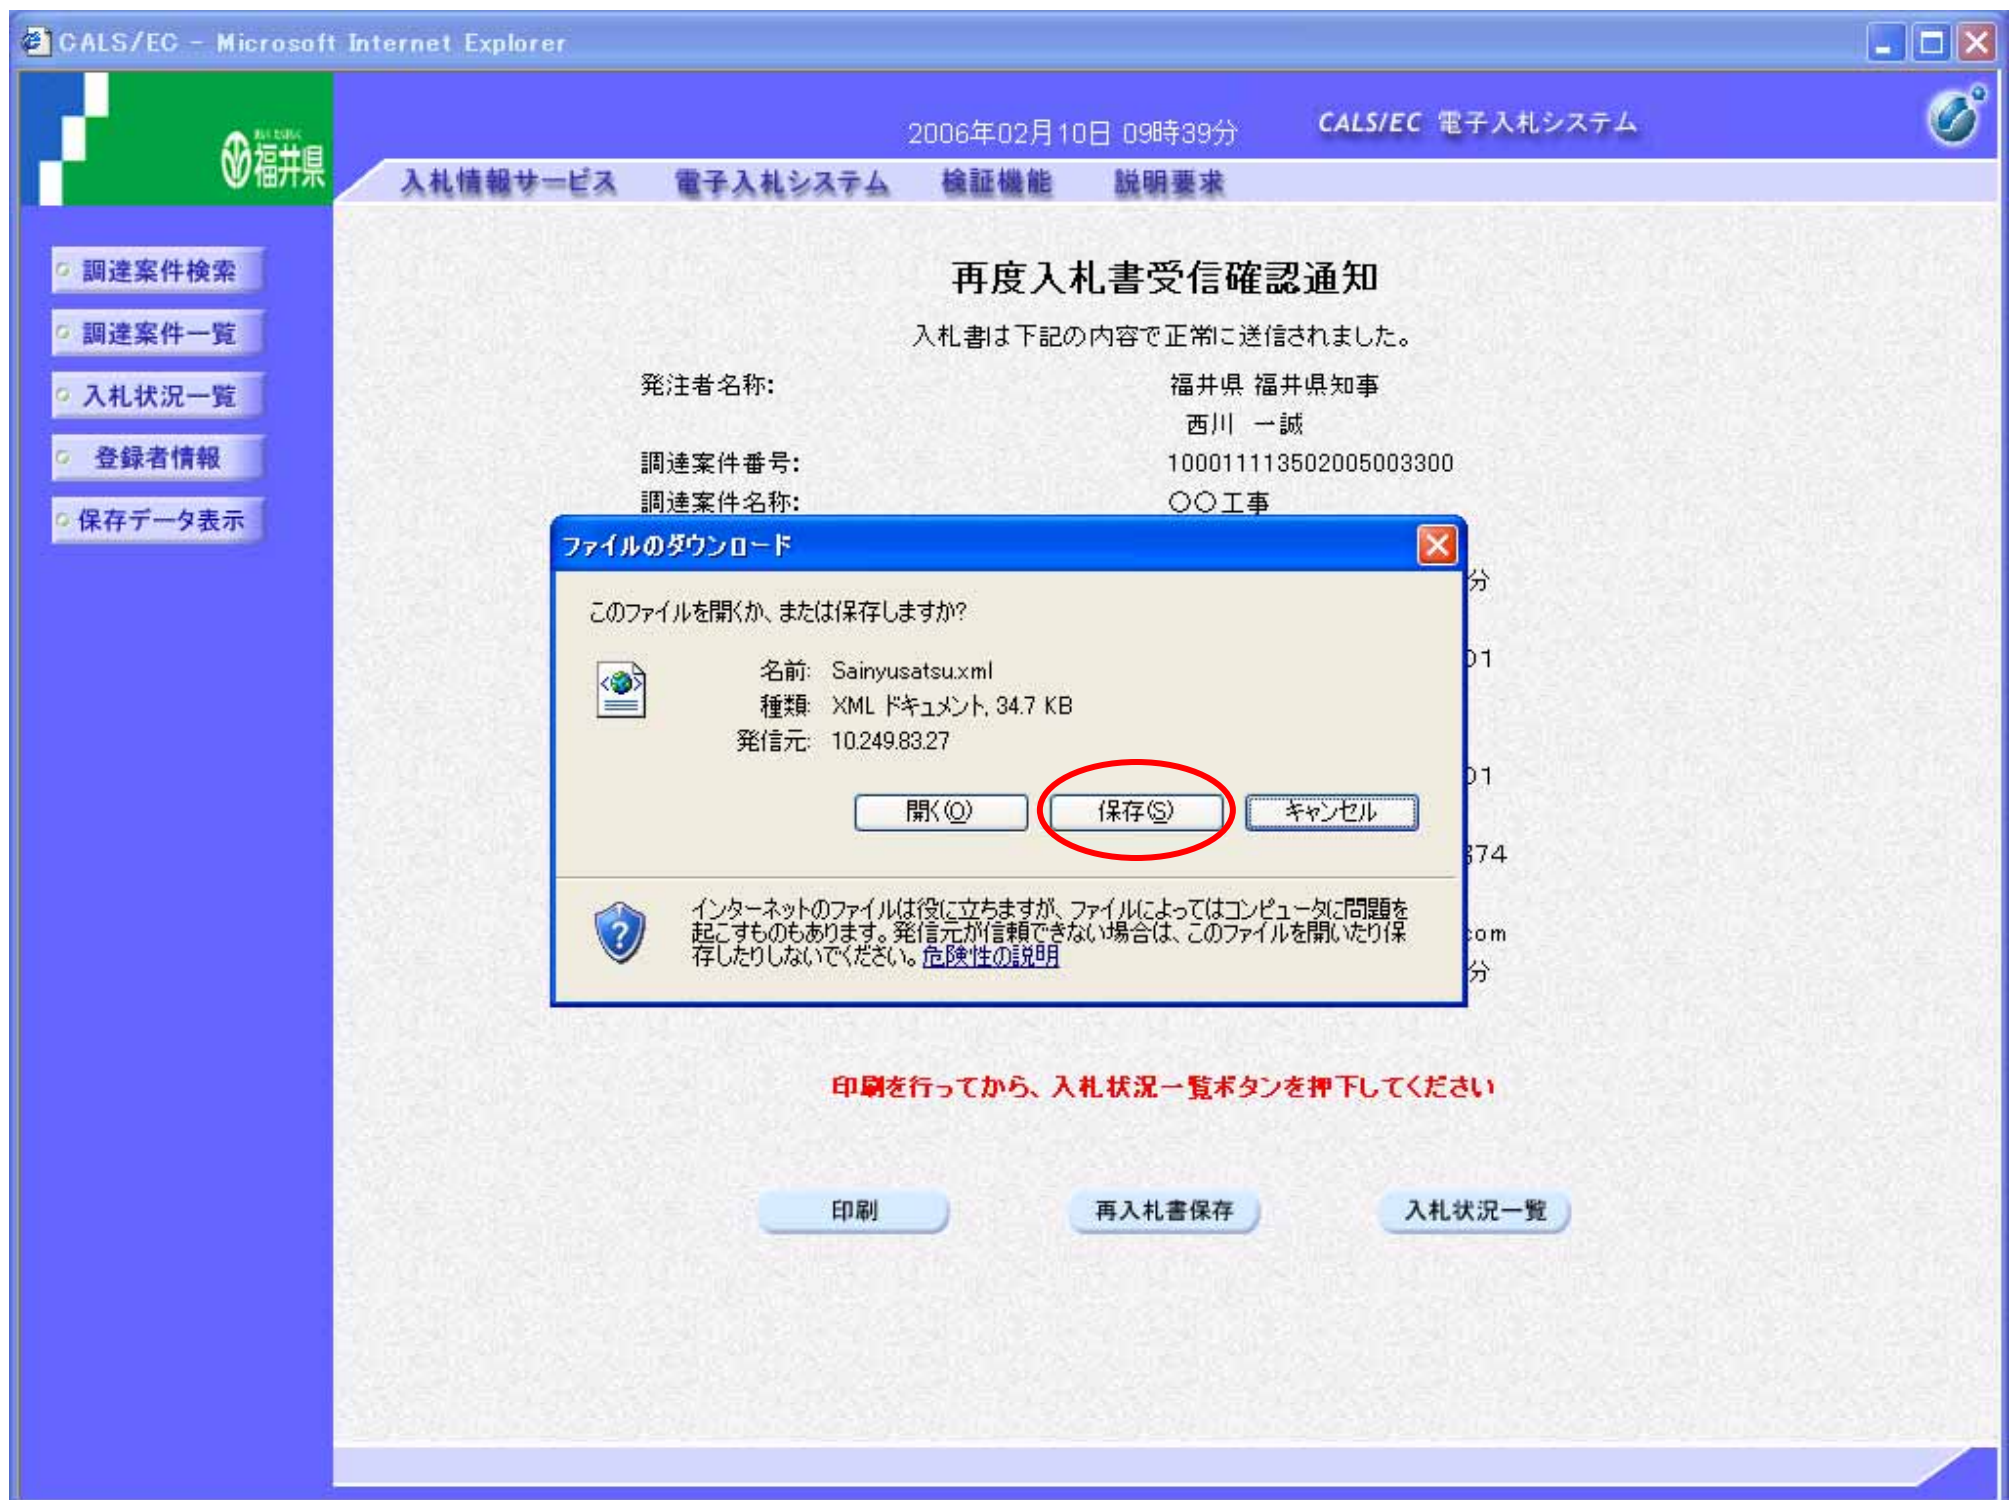 CALS/EC - Microsoft Internet Explorer
福井県
2006年02月10日 09時39分
CALS/EC 電子入札システム
入札情報サービス
電子入札システム
検証機能
説明要求
調達案件検索
調達案件一覧
入札状況一覧
登録者情報
保存データ表示
再度入札書受信確認通知
入札書は下記の内容で正常に送信されました。
発注者名称: 福井県 福井県知事
西川 一誠
調達案件番号: 100011113502005003300
調達案件名称: 〇〇工事
ファイルのダウンロード
分
このファイルを開くか、または保存しますか?
01
名前: Sainyusatsu.xml
種類: XML ドキュメント, 34.7 KB
発信元: 10.249.83.27
01
開く(O) 保存(S) キャンセル
74
インターネットのファイルは役に立ちますが、ファイルによってはコンピュータに問題を
起こすものもあります。発信元が信頼できない場合は、このファイルを開いたり保
存したりしないでください。危険性の説明
com
分
印刷を行ってから、入札状況一覧ボタンを押下してください
印刷 再入札書保存 入札状況一覧